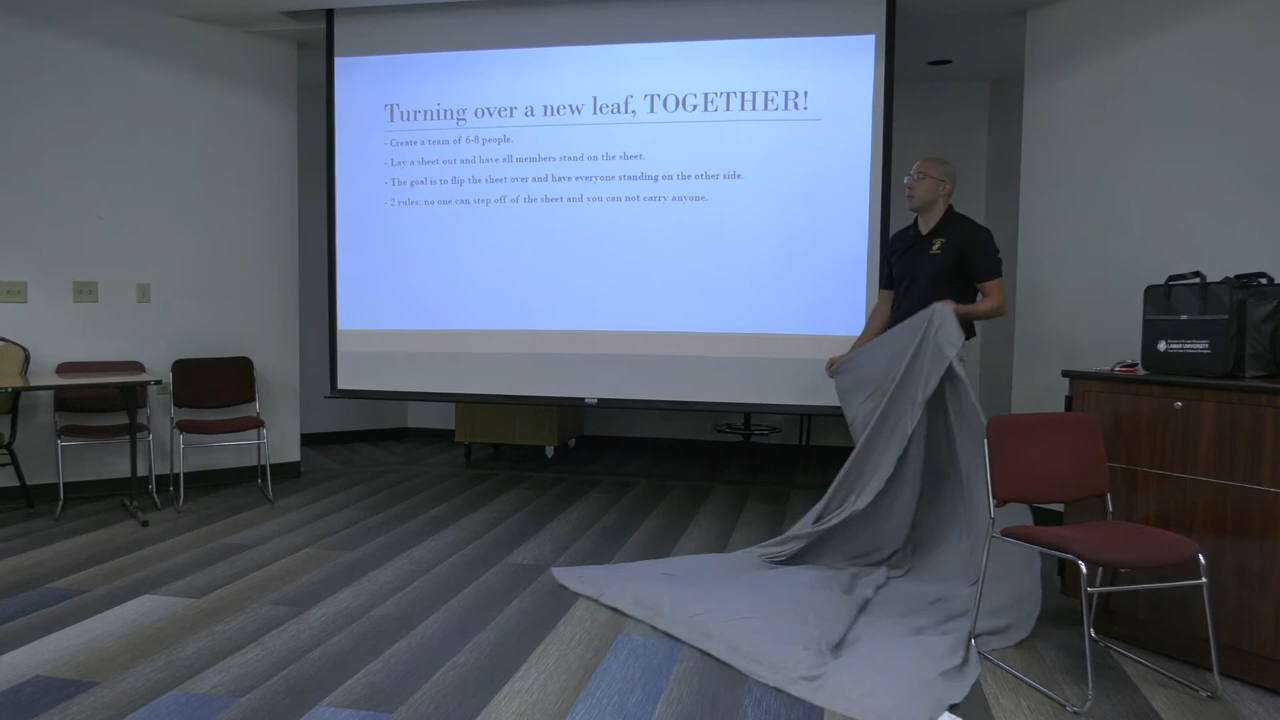 Turning over a new leaf, TOGETHER!
- Create a team of 6-8 people.
- Lay a sheet out and have all members stand on the sheet.
- The goal is to flip the sheet over and have everyone standing on the other side.
- 2 rules: no one can step off of the sheet and you can not carry anyone.
LAMAR UNIVERSITY